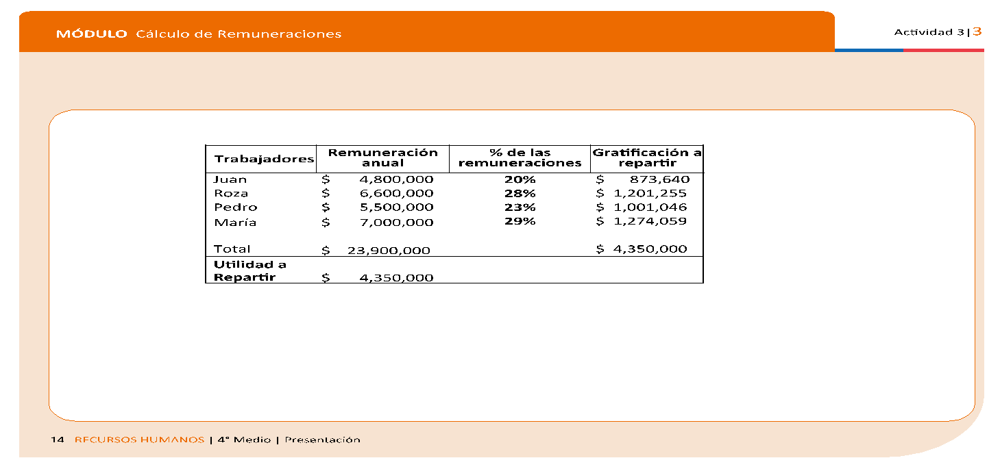 MÓDULO Cálculo de Remuneraciones
Actividad 3|3
Trabajadores Remuneración anual % de las remuneraciones Gratificación a repartir
Juan $ 4,800,000 20% $ 873,640
Roza $ 6,600,000 28% $ 1,201,255
Pedro $ 5,500,000 23% $ 1,001,046
María $ 7,000,000 29% $ 1,274,059
Total $ 23,900,000 $ 4,350,000
Utilidad a
Repartir $ 4,350,000
14 RECURSOS HUMANOS | 4° Medio | Presentación